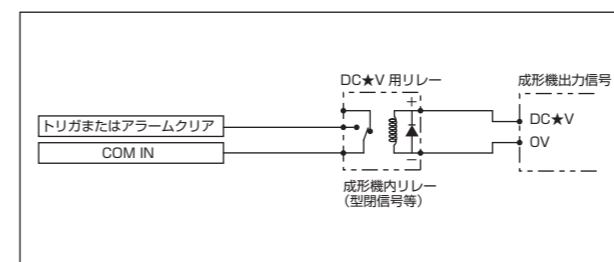 DC★V 用リレー
成形機出力信号
+
DC★V
トリガまたはアラームクリア
0V
COM IN
−
成形機内リレー
(型閉信号等)